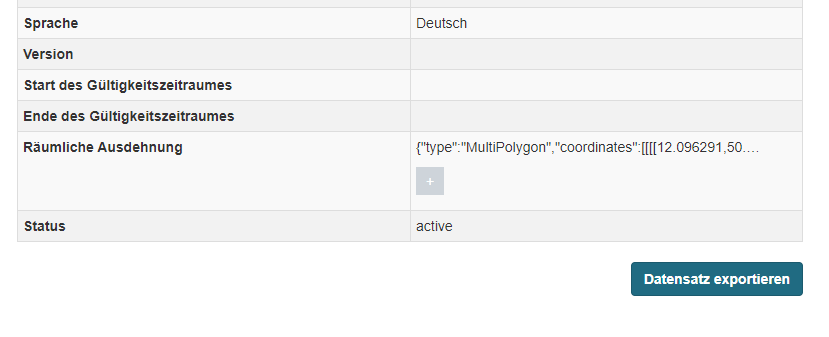 Sprache Deutsch
Version
Start des Gültigkeitszeitraumes
Ende des Gültigkeitszeitraumes
Räumliche Ausdehnung {"type":"MultiPolygon","coordinates":[[[[12.096291,50....
+
Status active
Datensatz exportieren